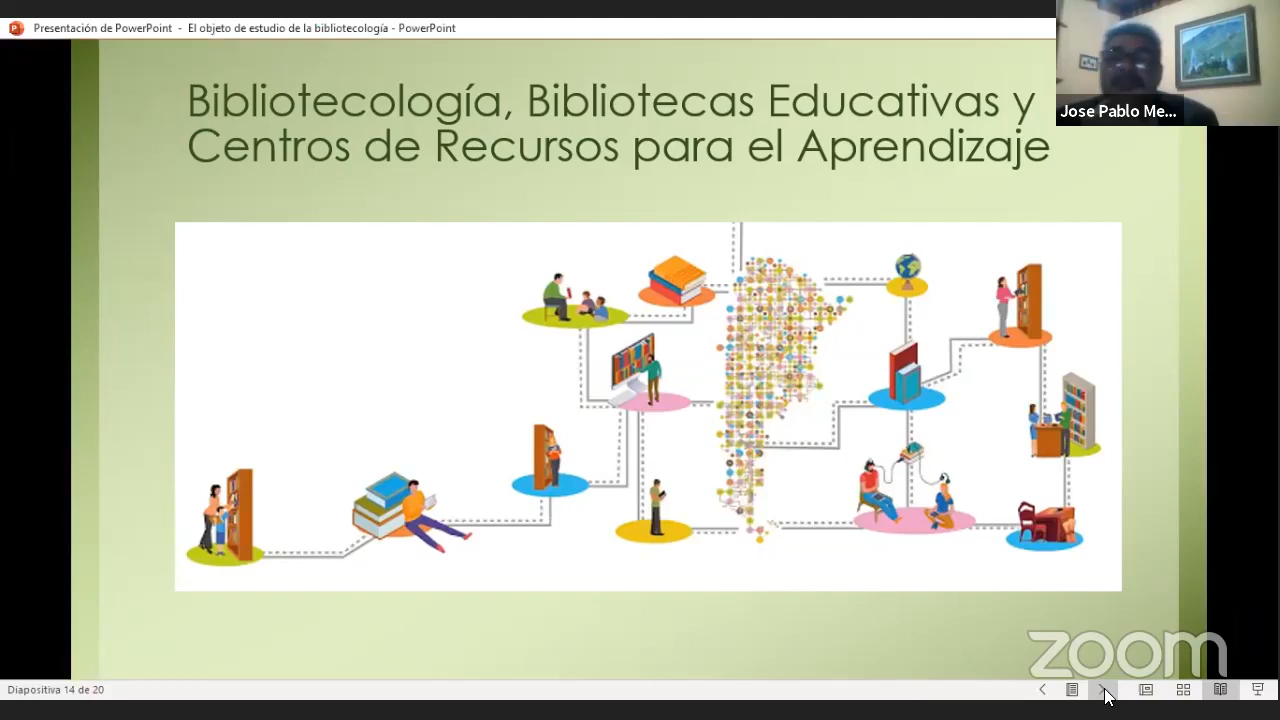 Presentación de PowerPoint - El objeto de estudio de la bibliotecología - PowerPoint
Bibliotecología, Bibliotecas Educativas y
Centros de Recursos para el Aprendizaje
Jose Pablo Me...
zoom
Diapositiva 14 de 20